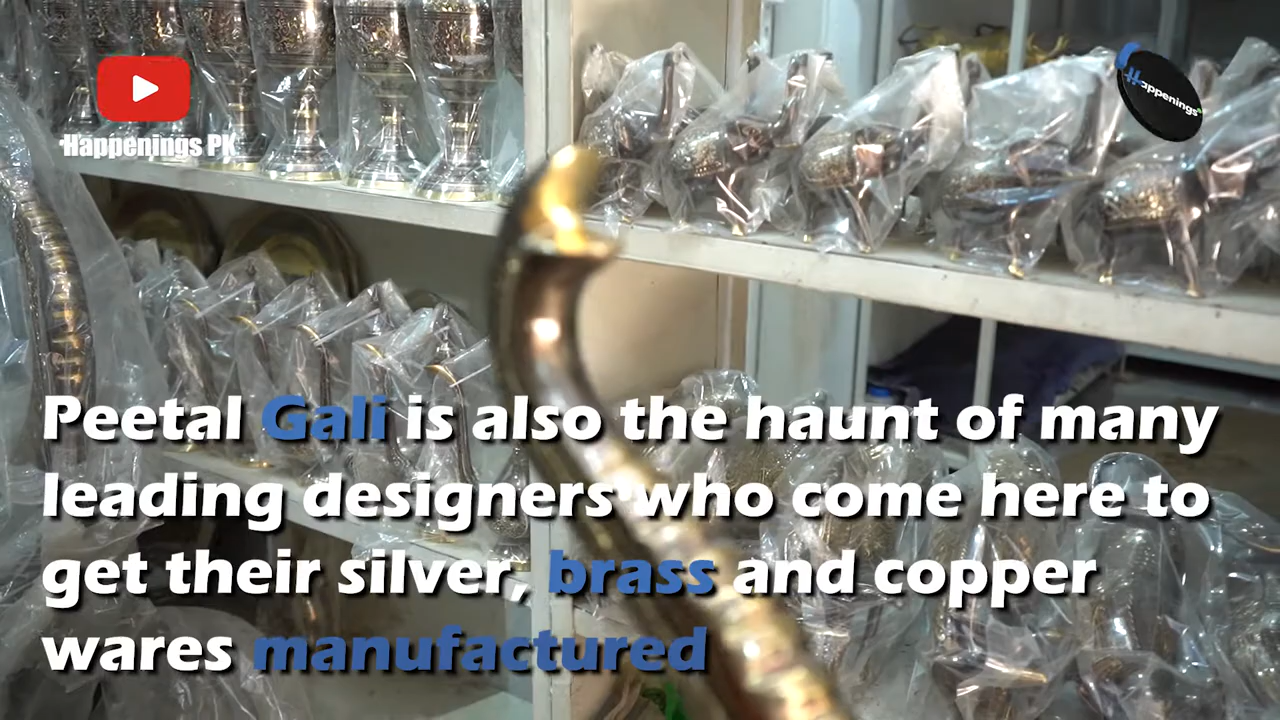 Happenings PK
Happenings
Peetal Gali is also the haunt of many
leading designers who come here to
get their silver, brass and copper
wares manufactured